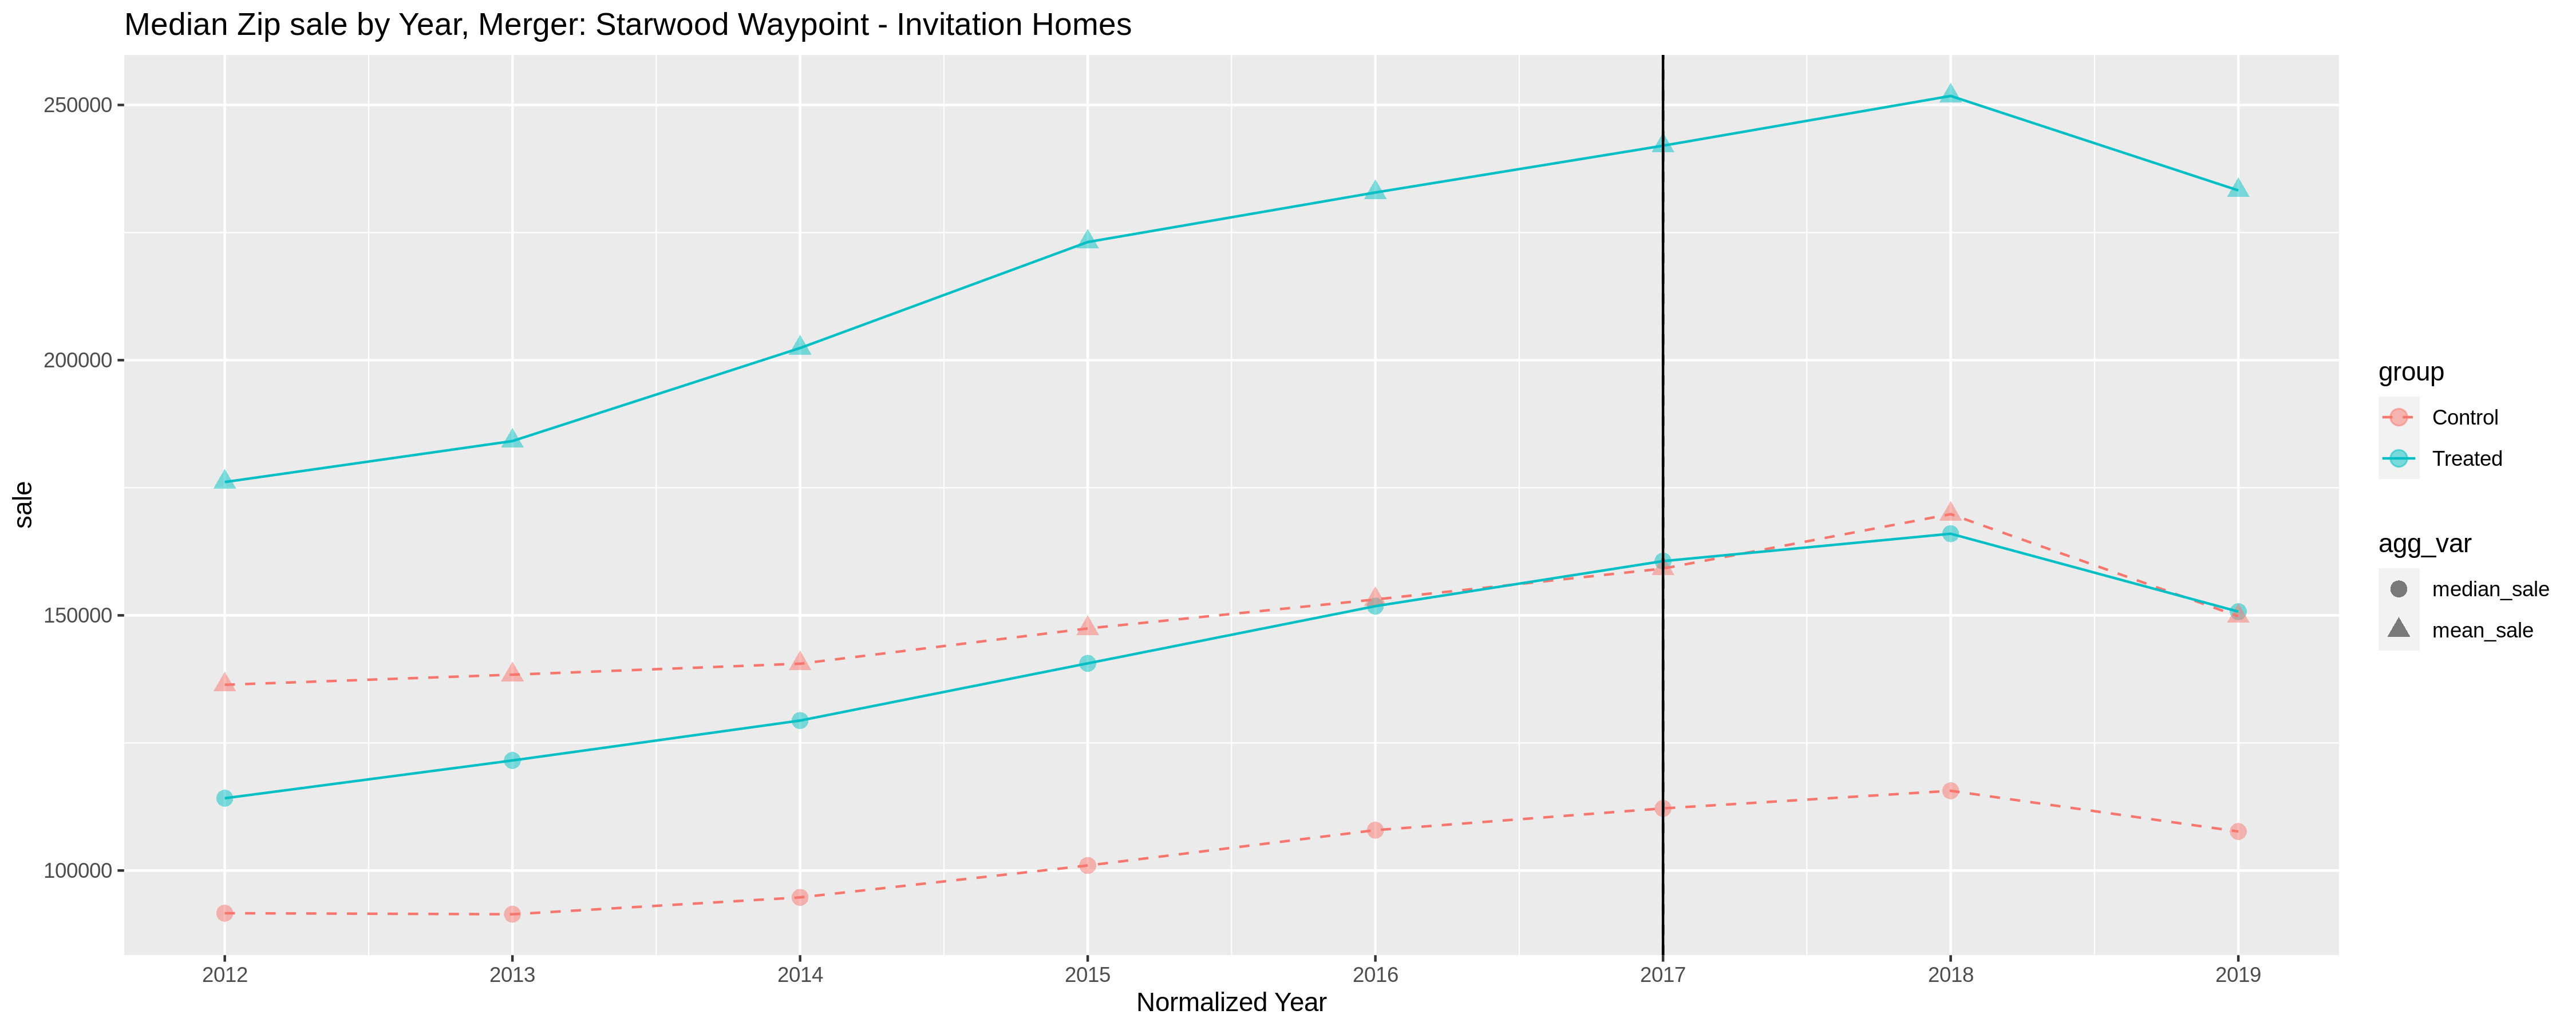 Median Zip sale by Year, Merger: Starwood Waypoint - Invitation Homes
250000
200000
150000
100000
sale
2012 2013 2014 2015 2016 2017 2018 2019
Normalized Year
group
Control
Treated
agg_var
median_sale
mean_sale